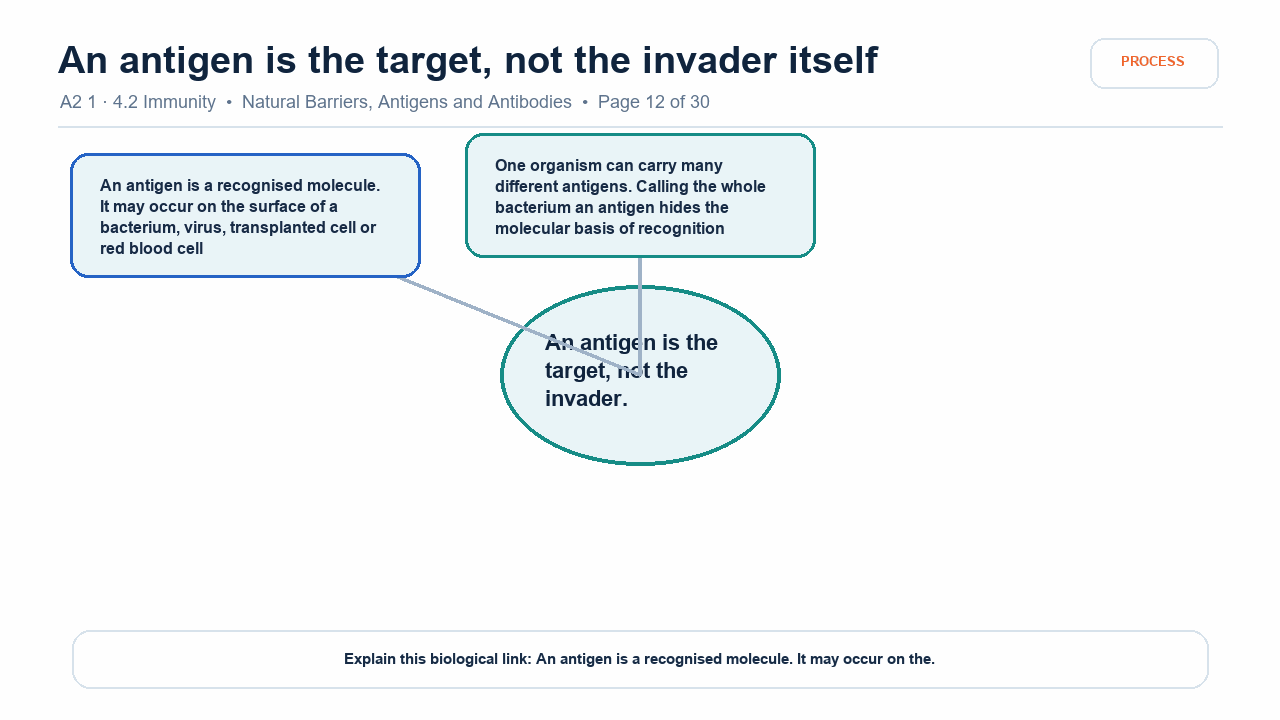 An antigen is the target, not the invader itself
PROCESS
A2 1 · 4.2 Immunity • Natural Barriers, Antigens and Antibodies • Page 12 of 30
An antigen is a recognised molecule.
It may occur on the surface of a
bacterium, virus, transplanted cell or
red blood cell
One organism can carry many
different antigens. Calling the whole
bacterium an antigen hides the
molecular basis of recognition
An antigen is the
target, not the
invader.
Explain this biological link: An antigen is a recognised molecule. It may occur on the.